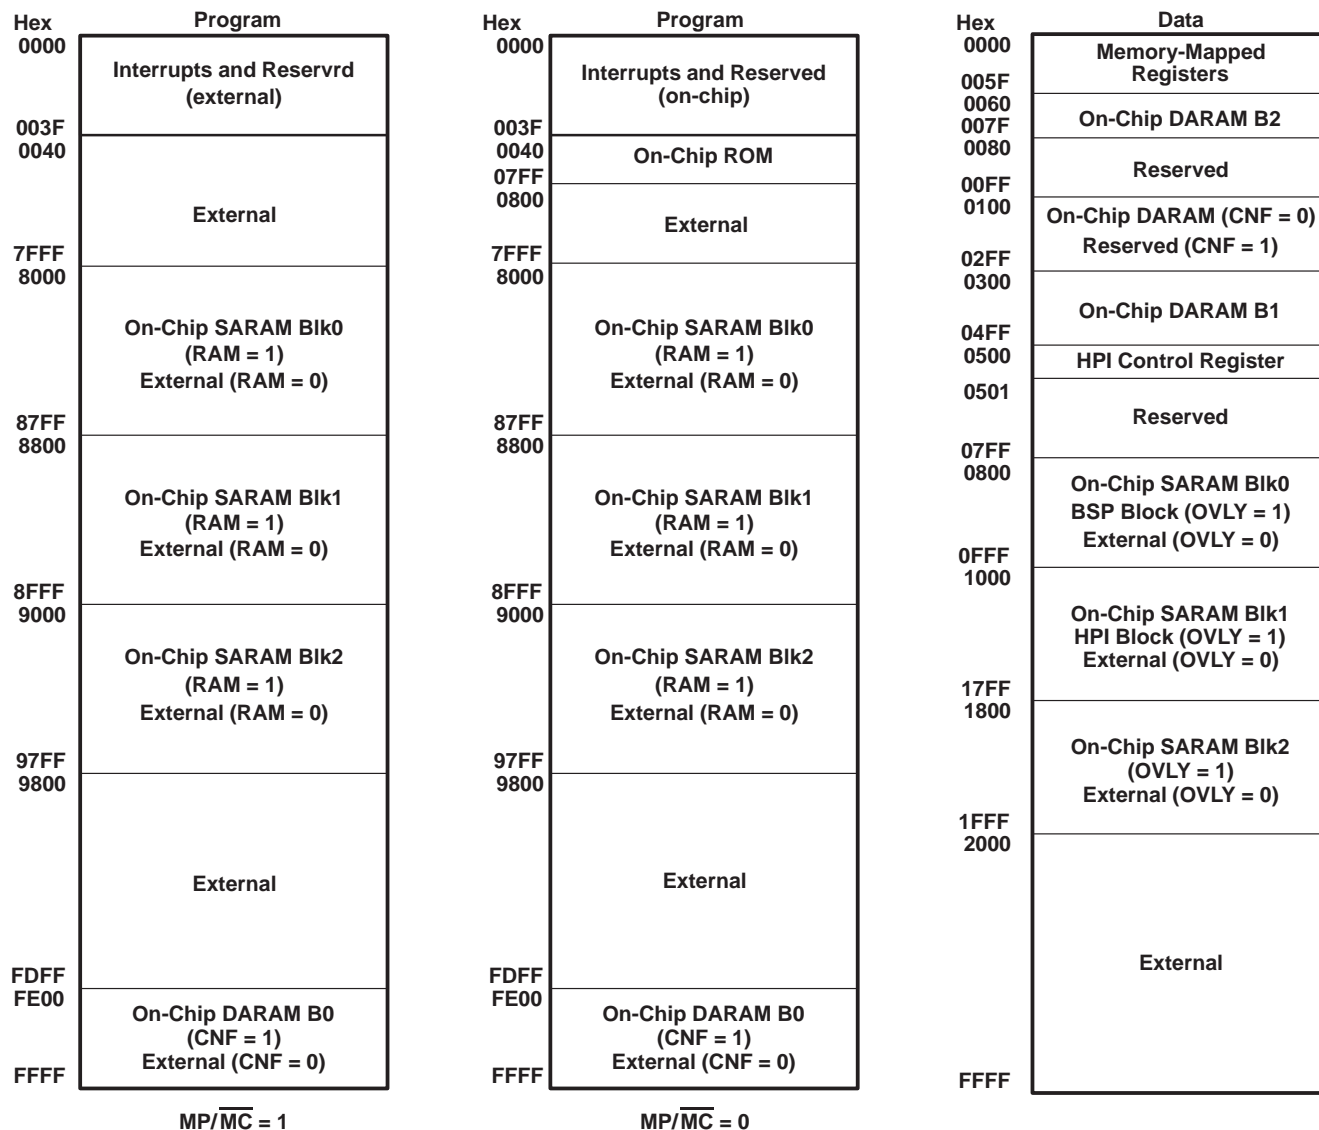 Hex Program
0000
Interrupts and Reservrd
(external)
003F
0040
External
7FFF
8000
On-Chip SARAM Blk0
(RAM = 1)
External (RAM = 0)
87FF
8800
On-Chip SARAM Blk1
(RAM = 1)
External (RAM = 0)
8FFF
9000
On-Chip SARAM Blk2
(RAM = 1)
External (RAM = 0)
97FF
9800
External
FDFF
FE00
On-Chip DARAM B0
(CNF = 1)
External (CNF = 0)
FFFF
MP/M̅C̅ = 1
Hex Program
0000
Interrupts and Reserved
(on-chip)
003F
0040
On-Chip ROM
07FF
0800
External
7FFF
8000
On-Chip SARAM Blk0
(RAM = 1)
External (RAM = 0)
87FF
8800
On-Chip SARAM Blk1
(RAM = 1)
External (RAM = 0)
8FFF
9000
On-Chip SARAM Blk2
(RAM = 1)
External (RAM = 0)
97FF
9800
External
FDFF
FE00
On-Chip DARAM B0
(CNF = 1)
External (CNF = 0)
FFFF
MP/M̅C̅ = 0
Hex Data
0000
Memory-Mapped
Registers
005F
0060
On-Chip DARAM B2
007F
0080
Reserved
00FF
0100
On-Chip DARAM (CNF = 0)
Reserved (CNF = 1)
02FF
0300
On-Chip DARAM B1
04FF
0500
HPI Control Register
0501
Reserved
07FF
0800
On-Chip SARAM Blk0
BSP Block (OVLY = 1)
External (OVLY = 0)
0FFF
1000
On-Chip SARAM Blk1
HPI Block (OVLY = 1)
External (OVLY = 0)
17FF
1800
On-Chip SARAM Blk2
(OVLY = 1)
External (OVLY = 0)
1FFF
2000
External
FFFF